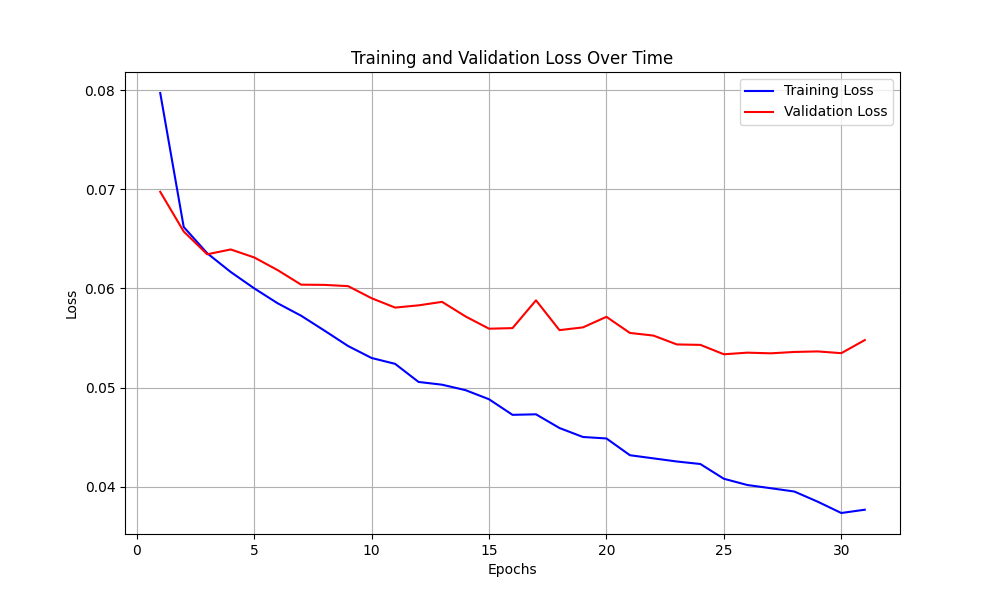 Training and Validation Loss Over Time
Training Loss
Validation Loss
Loss
0.08
0.07
0.06
0.05
0.04
0
5
10
15
20
25
30
Epochs